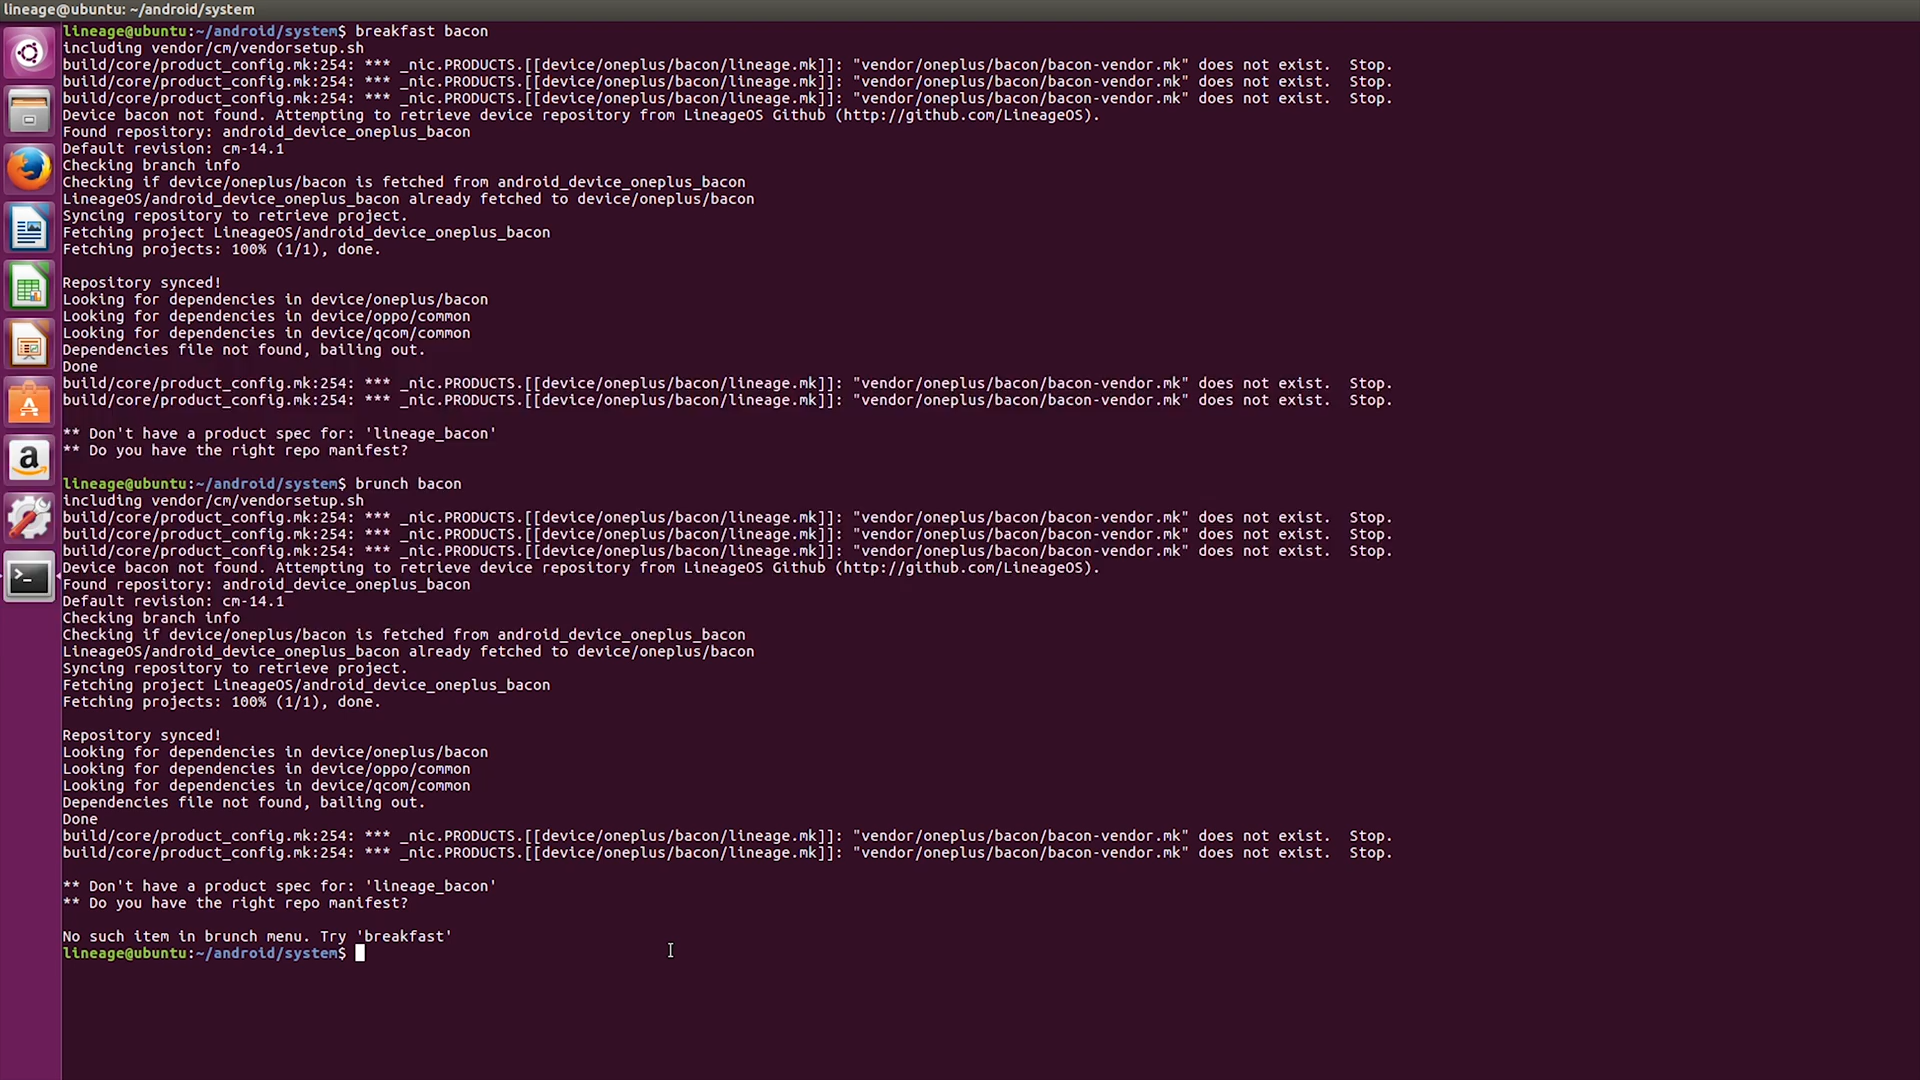 lineage@ubuntu: ~/android/system
lineage@ubuntu:~/android/system$ breakfast bacon
including vendor/cm/vendorsetup.sh
build/core/product_config.mk:254: *** _nic.PRODUCTS.[[device/oneplus/bacon/lineage.mk]]: "vendor/oneplus/bacon/bacon-vendor.mk" does not exist.  Stop.
build/core/product_config.mk:254: *** _nic.PRODUCTS.[[device/oneplus/bacon/lineage.mk]]: "vendor/oneplus/bacon/bacon-vendor.mk" does not exist.  Stop.
build/core/product_config.mk:254: *** _nic.PRODUCTS.[[device/oneplus/bacon/lineage.mk]]: "vendor/oneplus/bacon/bacon-vendor.mk" does not exist.  Stop.
Device bacon not found. Attempting to retrieve device repository from LineageOS Github (http://github.com/LineageOS).
Found repository: android_device_oneplus_bacon
Default revision: cm-14.1
Checking branch info
Checking if device/oneplus/bacon is fetched from android_device_oneplus_bacon
LineageOS/android_device_oneplus_bacon already fetched to device/oneplus/bacon
Syncing repository to retrieve project.
Fetching project LineageOS/android_device_oneplus_bacon
Fetching projects: 100% (1/1), done.
Repository synced!
Looking for dependencies in device/oneplus/bacon
Looking for dependencies in device/oppo/common
Looking for dependencies in device/qcom/common
Dependencies file not found, bailing out.
Done
build/core/product_config.mk:254: *** _nic.PRODUCTS.[[device/oneplus/bacon/lineage.mk]]: "vendor/oneplus/bacon/bacon-vendor.mk" does not exist.  Stop.
build/core/product_config.mk:254: *** _nic.PRODUCTS.[[device/oneplus/bacon/lineage.mk]]: "vendor/oneplus/bacon/bacon-vendor.mk" does not exist.  Stop.
** Don't have a product spec for: 'lineage_bacon'
** Do you have the right repo manifest?
lineage@ubuntu:~/android/system$ brunch bacon
including vendor/cm/vendorsetup.sh
build/core/product_config.mk:254: *** _nic.PRODUCTS.[[device/oneplus/bacon/lineage.mk]]: "vendor/oneplus/bacon/bacon-vendor.mk" does not exist.  Stop.
build/core/product_config.mk:254: *** _nic.PRODUCTS.[[device/oneplus/bacon/lineage.mk]]: "vendor/oneplus/bacon/bacon-vendor.mk" does not exist.  Stop.
build/core/product_config.mk:254: *** _nic.PRODUCTS.[[device/oneplus/bacon/lineage.mk]]: "vendor/oneplus/bacon/bacon-vendor.mk" does not exist.  Stop.
Device bacon not found. Attempting to retrieve device repository from LineageOS Github (http://github.com/LineageOS).
Found repository: android_device_oneplus_bacon
Default revision: cm-14.1
Checking branch info
Checking if device/oneplus/bacon is fetched from android_device_oneplus_bacon
LineageOS/android_device_oneplus_bacon already fetched to device/oneplus/bacon
Syncing repository to retrieve project.
Fetching project LineageOS/android_device_oneplus_bacon
Fetching projects: 100% (1/1), done.
Repository synced!
Looking for dependencies in device/oneplus/bacon
Looking for dependencies in device/oppo/common
Looking for dependencies in device/qcom/common
Dependencies file not found, bailing out.
Done
build/core/product_config.mk:254: *** _nic.PRODUCTS.[[device/oneplus/bacon/lineage.mk]]: "vendor/oneplus/bacon/bacon-vendor.mk" does not exist.  Stop.
build/core/product_config.mk:254: *** _nic.PRODUCTS.[[device/oneplus/bacon/lineage.mk]]: "vendor/oneplus/bacon/bacon-vendor.mk" does not exist.  Stop.
** Don't have a product spec for: 'lineage_bacon'
** Do you have the right repo manifest?
No such item in brunch menu. Try 'breakfast'
lineage@ubuntu:~/android/system$